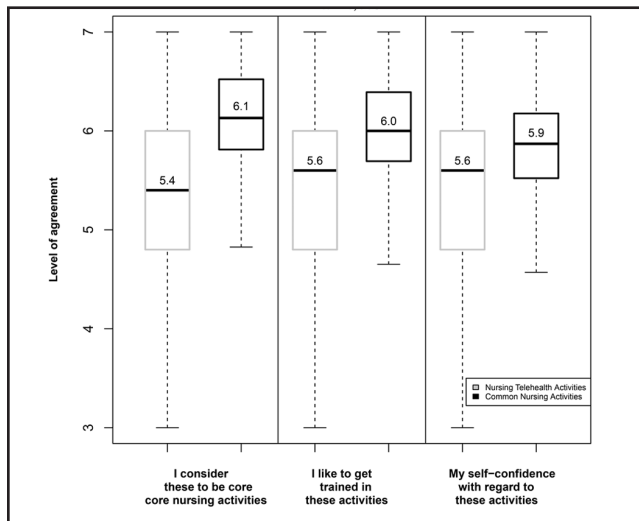 7
6
5
4
3
Level of agreement
5.4
6.1
5.6
6.0
5.6
5.9
Nursing Telehealth Activities
Common Nursing Activities
I consider
these to be core
core nursing activities
I like to get
trained in
these activities
My self−confidence
with regard to
these activities